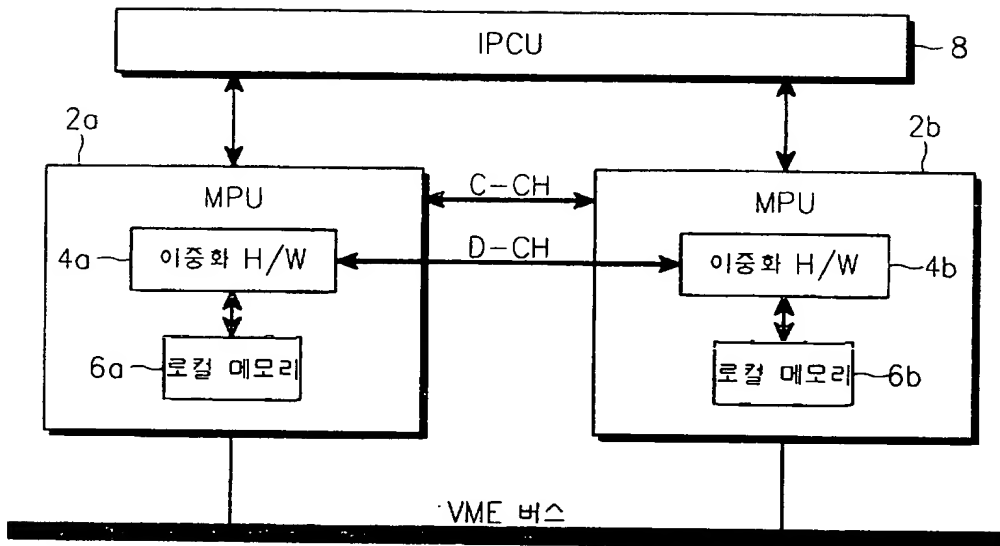 IPCU
8
2a
2b
MPU
C-CH
MPU
4a
이중화 H/W
D-CH
이중화 H/W
4b
6a
로컬 메모리
로컬 메모리
6b
VME 버스